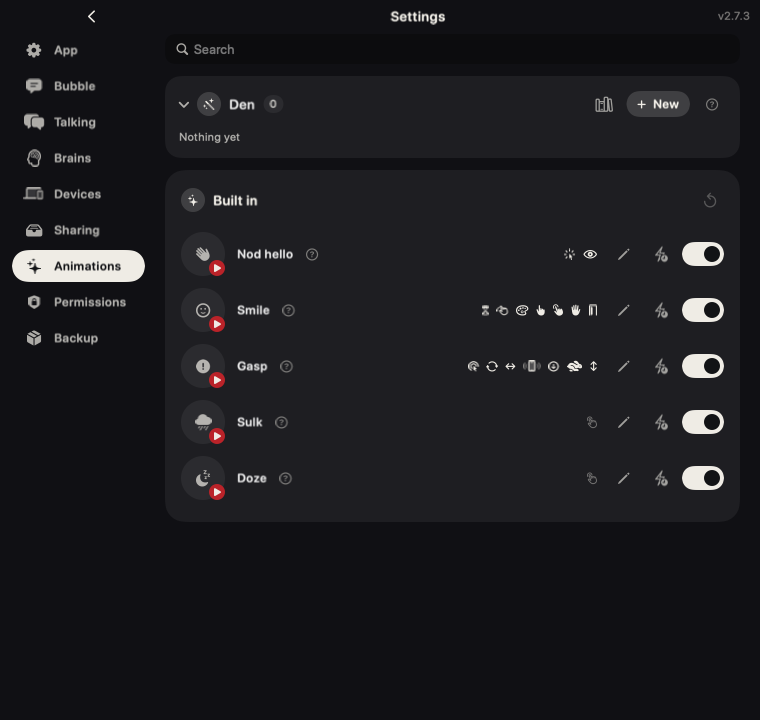 Settings
v2.7.3
App
Bubble
Talking
Brains
Devices
Sharing
Animations
Permissions
Backup
Search
Den 0
New
Nothing yet
Built in
Nod hello
Smile
Gasp
Sulk
Doze